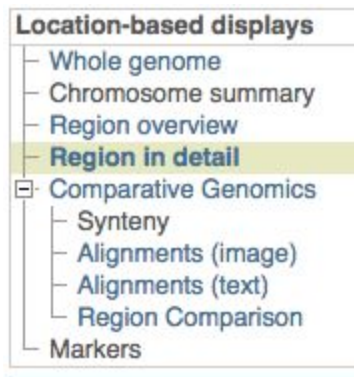 Location-based displays
Whole genome
Chromosome summary
Region overview
Region in detail
Comparative Genomics
Synteny
Alignments (image)
Alignments (text)
Region Comparison
Markers